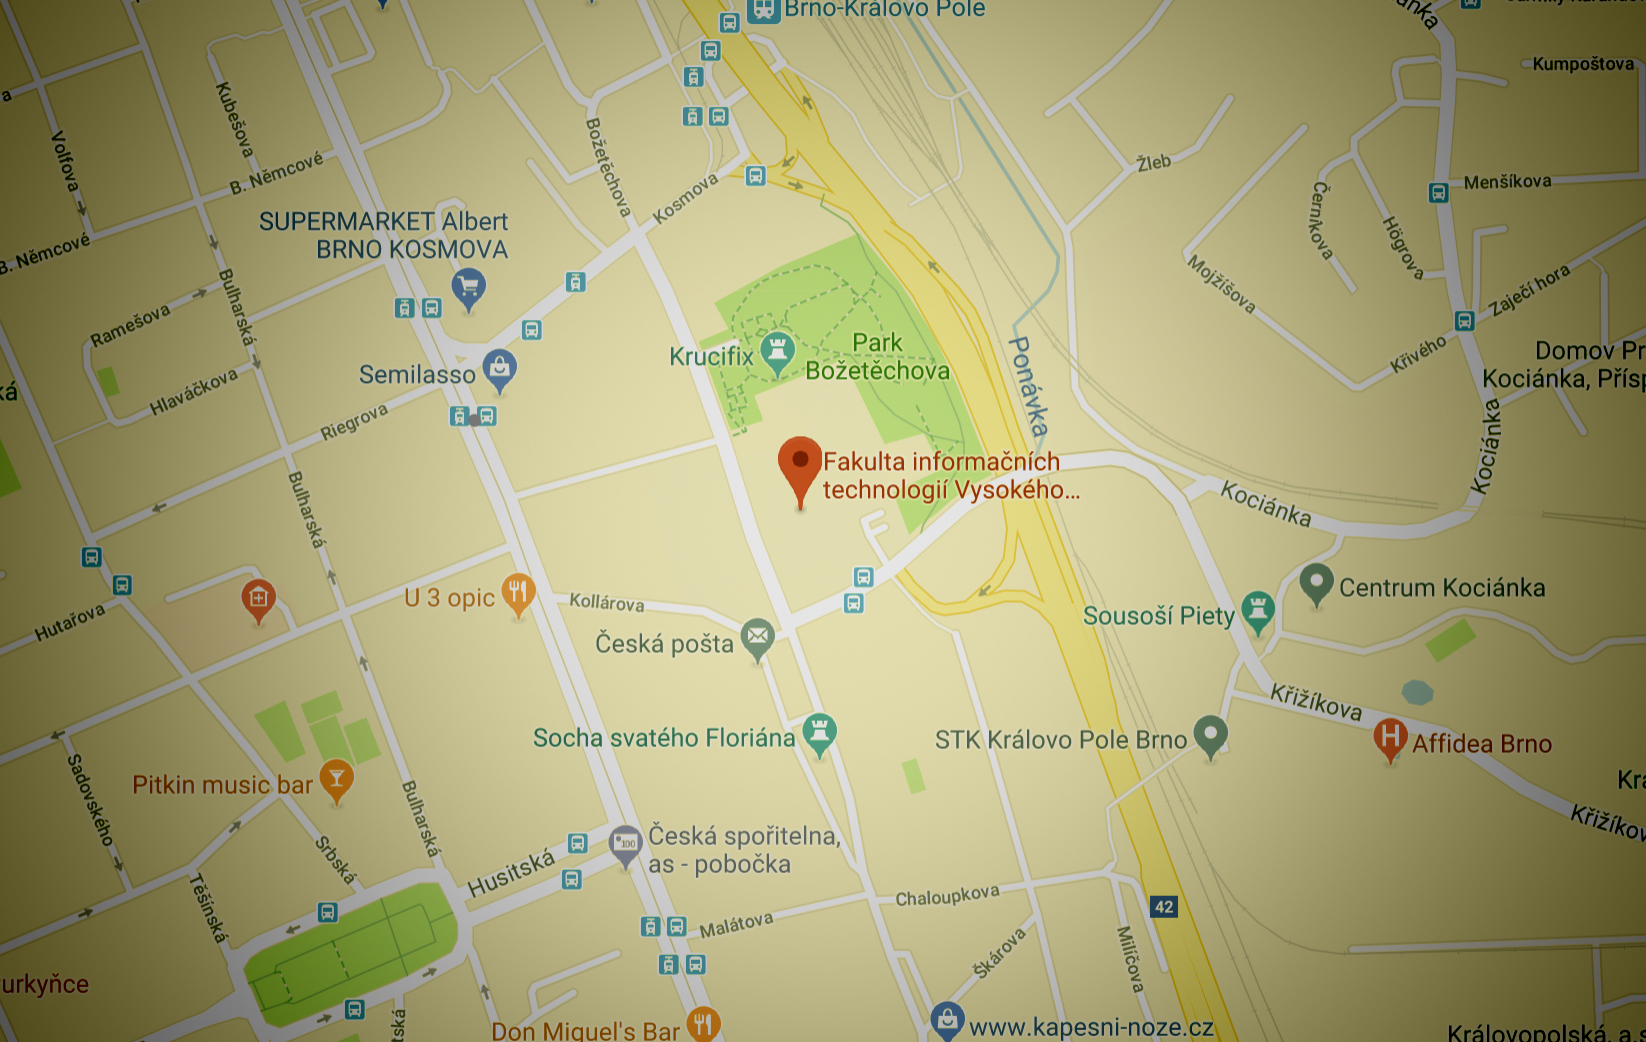 Brno-Královo Pole
Kumpoštova
Kubešova
Volfova
Božetěchova
B. Němcové
Kosmova
Žleb
Menšíkova
Černíkova
Högrova
SUPERMARKET Albert
BRNO KOSMOVA
B. Němcové
Mojžíšova
Zaječí hora
Bulharská
Ramešova
Krucifix
Park
Božetěchova
Ponávka
Křivého
Domov Pr
Kociánka, Přísp
Semilasso
Hlaváčkova
Riegrova
Kociánka
Fakulta informačních
technologií Vysokého...
Kociánka
Bulharská
U 3 opic
Kollárova
Hutařova
Centrum Kociánka
Sousoší Piety
Česká pošta
Křižíkova
Socha svatého Floriána
STK Královo Pole Brno
Affidea Brno
Sadovského
Pitkin music bar
Bulharská
Křižíkov
Srbská
Česká spořitelna,
as - pobočka
100
Husitská
Těšínská
Chaloupkova
42
Malátova
Škárova
Milíčova
urkyňce
tská
Don Miguel's Bar
www.kapesni-noze.cz
Královopolská, a.s